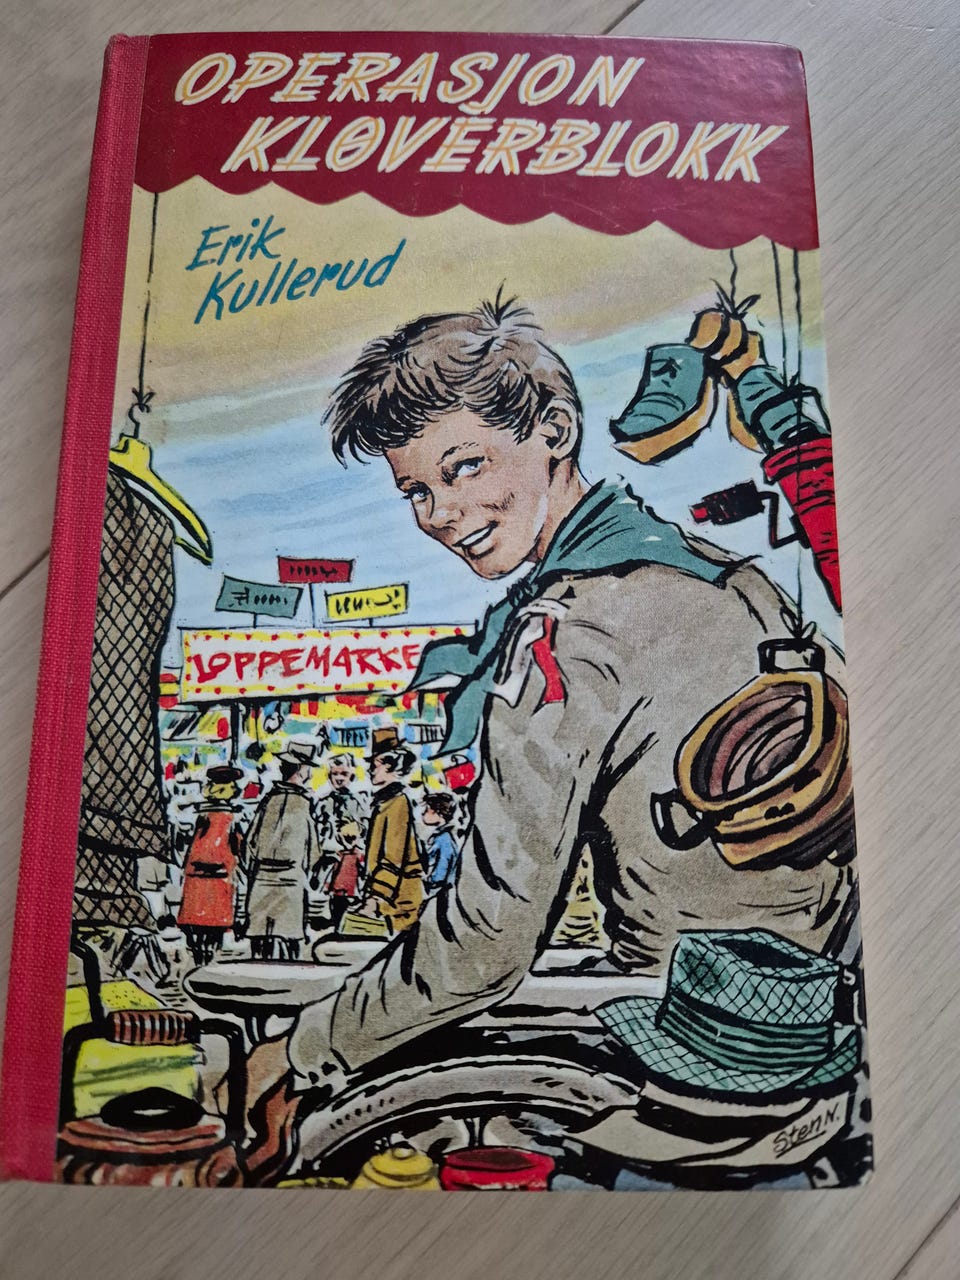 OPERASJON
KLØVERBLOKK
Erik
Kullerud
LOPPEMARKE
Sten N.